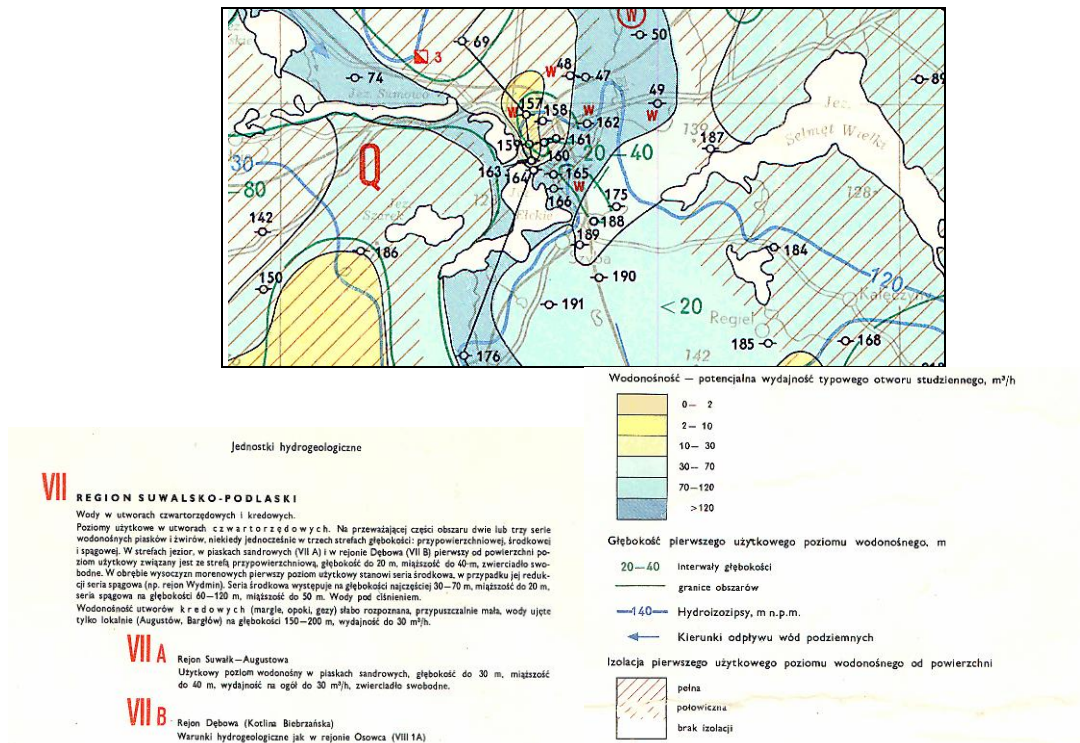 W
50
69
3
74
48
47
49
89
W
W
W
W
157
158
162
139
Jez. Sunowo
Jez.
Selmęt Wielki
187
161
159
160
20—40
30
80
Q
163
164
165
W
128
175
12
166
Jez.
Szarek
Ełckie
188
142
189
Szyba
184
186
150
190
120
Kalęczyn
191
<20
Regiel
185
168
176
142
Wodonośność — potencjalna wydajność typowego otworu studziennego, m³/h
0— 2
2— 10
10— 30
30— 70
70—120
>120
Głębokość pierwszego użytkowego poziomu wodonośnego, m
20—40 Interwały głębokości
granice obszarów
140 Hydroizozipsy, m n.p.m.
Kierunki odpływu wód podziemnych
Izolacja pierwszego użytkowego poziomu wodonośnego od powierzchni
pełna
połowiczna
brak izolacji
Jednostki hydrogeologiczne
VII REGION SUWALSKO-PODLASKI
Wody w utworach czwartorzędowych i kredowych.
Poziomy użytkowe w utworach czwartorzędowych. Na przeważającej części obszaru dwie lub trzy serie
wodonośnych piasków i żwirów, niekiedy jednocześnie w trzech strefach głębokości: przypowierzchniowej, środkowej
i spągowej. W strefach jezior, w piaskach sandrowych (VII A) i w rejonie Dębowa (VII B) pierwszy od powierzchni po-
ziom użytkowy związany jest ze strefą przypowierzchniową, głębokość do 20 m, miąższość do 40 m, zwierciadło swo-
bodne. W obrębie wysoczyzn morenowych pierwszy poziom użytkowy stanowi seria środkowa, w przypadku jej reduk-
cji seria spągowa (np. rejon Wydmin). Seria środkowa występuje na głębokości najczęściej 30—70 m, miąższość do 20 m,
seria spągowa na głębokości 60—120 m, miąższość do 50 m. Wody pod ciśnieniem.
Wodonośność utworów kredowych (margle, opoki, gezy) słabo rozpoznana, przypuszczalnie mała, wody ujęte
tylko lokalnie (Augustów, Bargłów) na głębokości 150—200 m, wydajność do 30 m³/h.
VII A Rejon Suwałk—Augustowa
Użytkowy poziom wodonośny w piaskach sandrowych, głębokość do 30 m, miąższość
do 40 m, wydajność na ogół do 30 m³/h, zwierciadło swobodne.
VII B Rejon Dębowa (Kotlina Biebrzańska)
Warunki hydrogeologiczne jak w rejonie Osowca (VIII 1A)